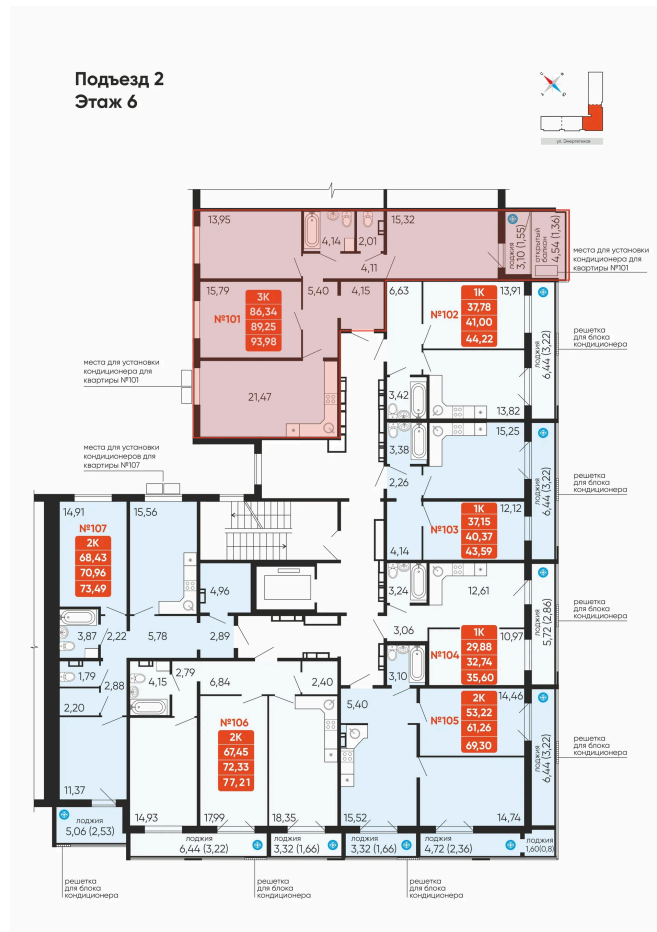 Подъезд 2
Этаж 6
ул. Энергетиков
13,95
4,14
2,01
15,32
4,11
лоджия
3,10 (1,55)
открытый
балкон
4,54 (1,36)
места для установки
кондиционера для
квартиры №101
15,79
5,40
4,15
№101
3К
86,34
89,25
93,98
21,47
места для установки
кондиционера для
квартиры №101
6,63
13,91
№102
1К
37,78
41,00
44,22
3,42
13,82
лоджия
6,44 (3,22)
решетка
для блока
кондиционера
места для установки
кондиционеров для
квартиры №107
3,38
15,25
2,26
12,12
№103
1К
37,15
40,37
43,59
4,14
лоджия
6,44 (3,22)
решетка
для блока
кондиционера
14,91
15,56
№107
2К
68,43
70,96
73,49
4,96
3,87
2,22
5,78
2,89
1,79
2,88
2,20
11,37
3,24
12,61
3,06
10,97
№104
1К
29,88
32,74
35,60
лоджия
5,72 (2,86)
решетка
для блока
кондиционера
3,10
14,46
№105
2К
53,22
61,26
69,30
5,40
15,52
14,74
лоджия
6,44 (3,22)
решетка
для блока
кондиционера
4,15
2,79
6,84
2,40
№106
2К
67,45
72,33
77,21
14,93
17,99
18,35
лоджия
5,06 (2,53)
лоджия
6,44 (3,22)
лоджия
3,32 (1,66)
лоджия
3,32 (1,66)
лоджия
4,72 (2,36)
лоджия
1,60(0,8)
решетка
для блока
кондиционера
решетка
для блока
кондиционера
решетка
для блока
кондиционера